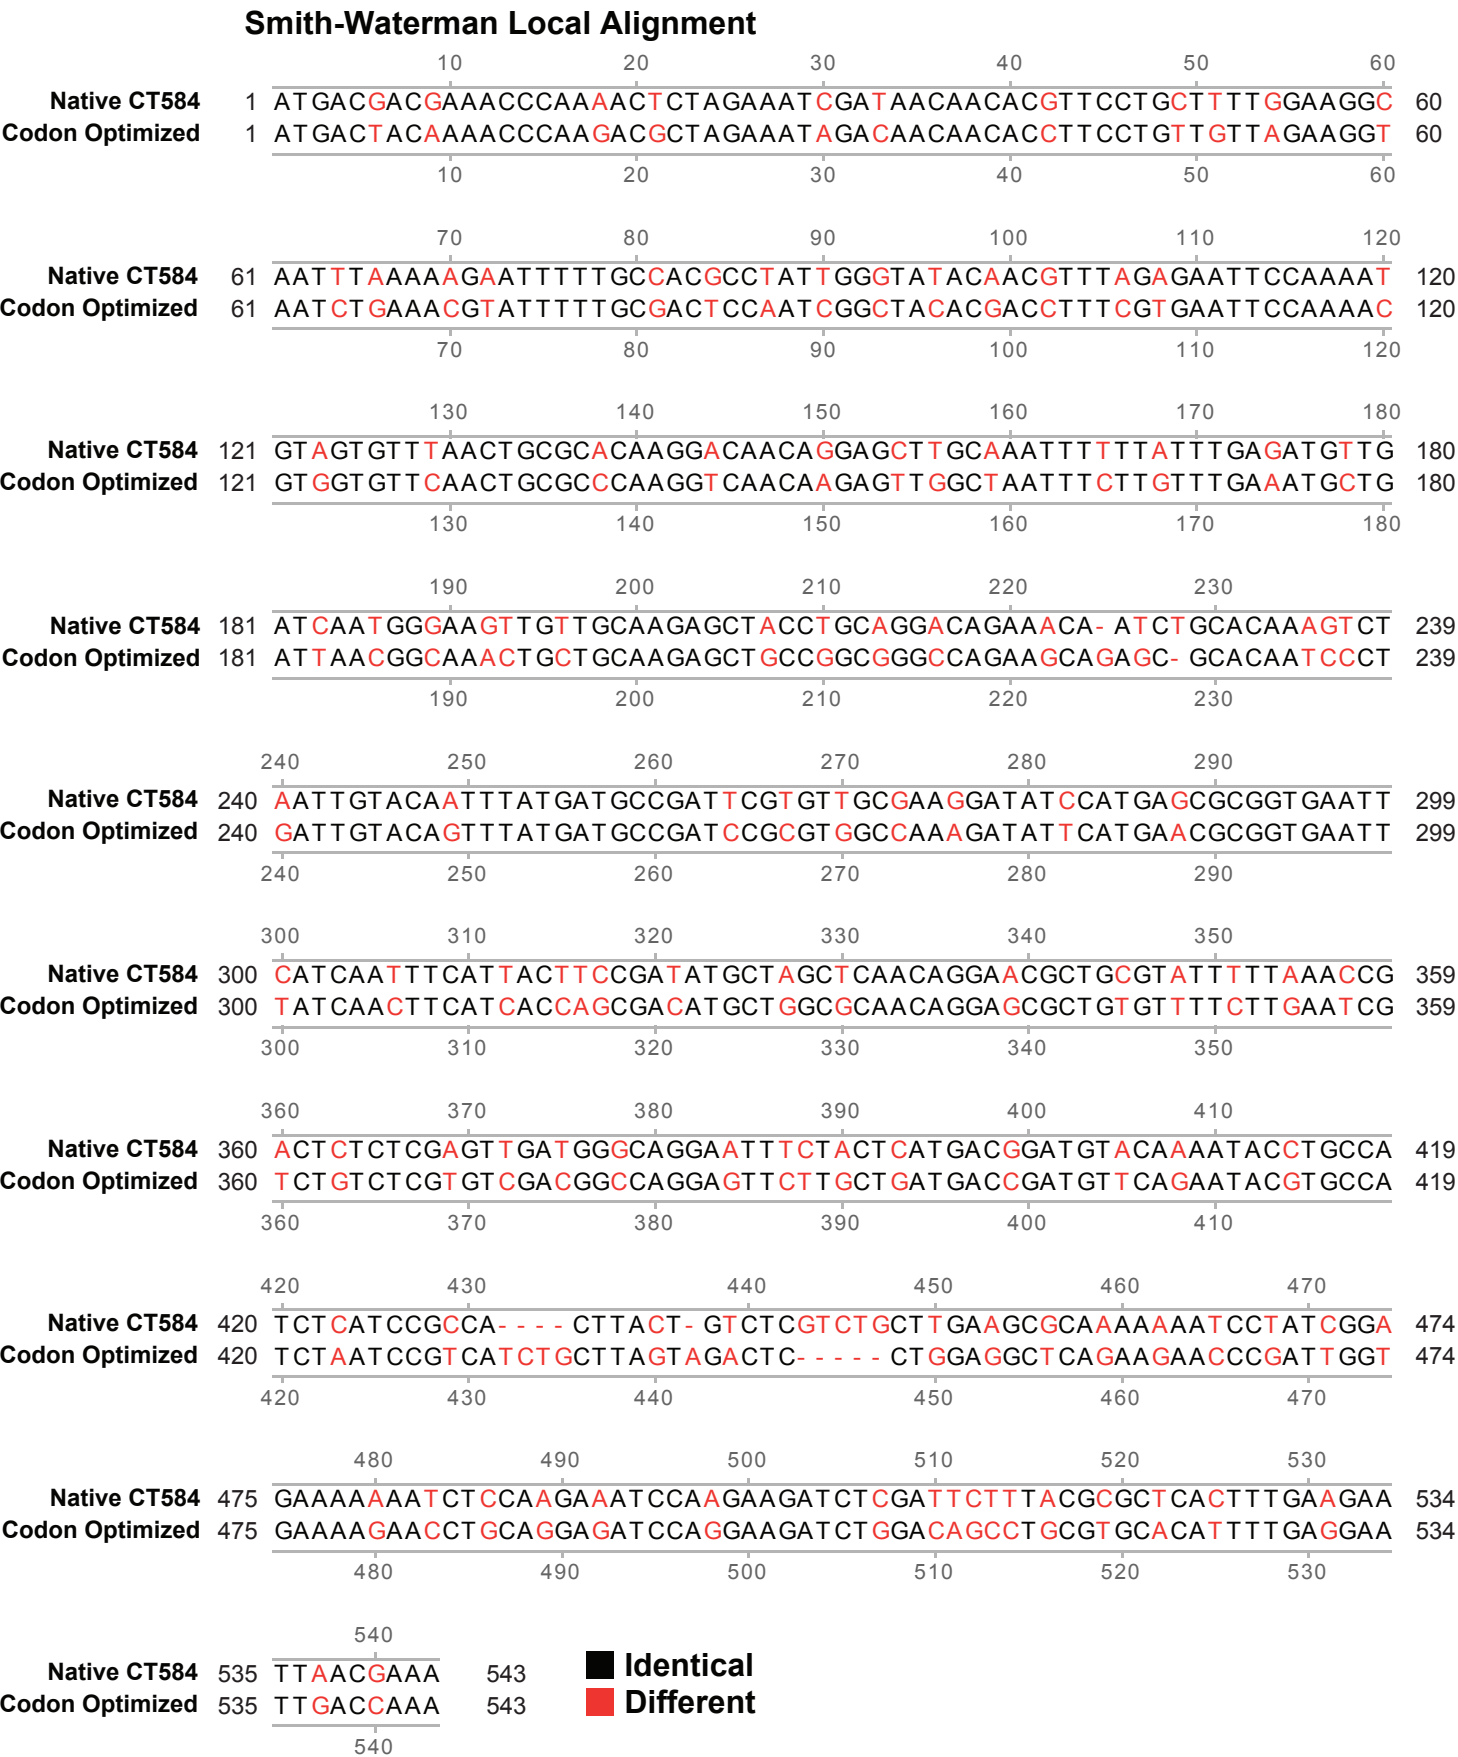 Smith-Waterman Local Alignment
10 20 30 40 50 60
Native CT584 1 ATGACGACGAAACCCAAAACTCTAGAAATCGATAACAACACGTTCCTGCTTTTGGAAGGC 60
Codon Optimized 1 ATGACTACAAAACCCAAGACGCTAGAAATAGACAACAACACCTTCCTGTTGTTAGAAGGT 60
10 20 30 40 50 60
70 80 90 100 110 120
Native CT584 61 AATTTAAAAAGAATTTTTGCCACGCCTATTGGGTATACAACGTTTAGAGAATTCCAAAAT 120
Codon Optimized 61 AATCTGAAACGTATTTTTGCGACTCCAATCGGCTACACGACCTTTCGTGAATTCCAAAAC 120
70 80 90 100 110 120
130 140 150 160 170 180
Native CT584 121 GTAGTGTTTAACTGCGCACAAGGACAACAGGAGCTTGCAAATTTTTTATTTGAGATGTTG 180
Codon Optimized 121 GTGGTGTTCAACTGCGCCCAAGGTCAACAAGAGTTGGCTAATTTCTTGTTTGAAATGCTG 180
130 140 150 160 170 180
190 200 210 220 230
Native CT584 181 ATCAATGGGAAGTTGTTGCAAGAGCTACCTGCAGGACAGAAACA-ATCTGCACAAAGTCT 239
Codon Optimized 181 ATTAACGGCAAACTGCTGCAAGAGCTGCCGGCGGGCCAGAAGCAGAGC-GCACAATCCCT 239
190 200 210 220 230
240 250 260 270 280 290
Native CT584 240 AATTGTACAATTTATGATGCCGATTCGTGTTGCGAAGGATATCCATGAGCGCGGTGAATT 299
Codon Optimized 240 GATTGTACAGTTTATGATGCCGATCCGCGTGGCCAAAGATATTCATGAACGCGGTGAATT 299
240 250 260 270 280 290
300 310 320 330 340 350
Native CT584 300 CATCAATTTCATTACTTCCGATATGCTAGCTCAACAGGAACGCTGCGTATTTTTAAACCG 359
Codon Optimized 300 TATCAACTTCATCACCAGCGACATGCTGGCGCAACAGGAGCGCTGTGTTTTCTTGAATCG 359
300 310 320 330 340 350
360 370 380 390 400 410
Native CT584 360 ACTCTCTCGAGTTGATGGGCAGGAATTTCTACTCATGACGGATGTACAAAATACCTGCCA 419
Codon Optimized 360 TCTGTCTCGTGTCGACGGCCAGGAGTTCTTGCTGATGACCGATGTTCAGAATACGTGCCA 419
360 370 380 390 400 410
420 430 440 450 460 470
Native CT584 420 TCTCATCCGCCA----CTTACT-GTCTCGTCTGCTTGAAGCGCAAAAAAATCCTATCGGA 474
Codon Optimized 420 TCTAATCCGTCATCTGCTTAGTAGACTC-----CTGGAGGCTCAGAAGAACCCGATTGGT 474
420 430 440 450 460 470
480 490 500 510 520 530
Native CT584 475 GAAAAAAATCTCCAAGAAATCCAAGAAGATCTCGATTCTTTACGCGCTCACTTTGAAGAA 534
Codon Optimized 475 GAAAAGAACCTGCAGGAGATCCAGGAAGATCTGGACAGCCTGCGTGCACATTTTGAGGAA 534
480 490 500 510 520 530
540
Native CT584 535 TTAACGAAA 543
Codon Optimized 535 TTGACCAAA 543
540
Identical
Different